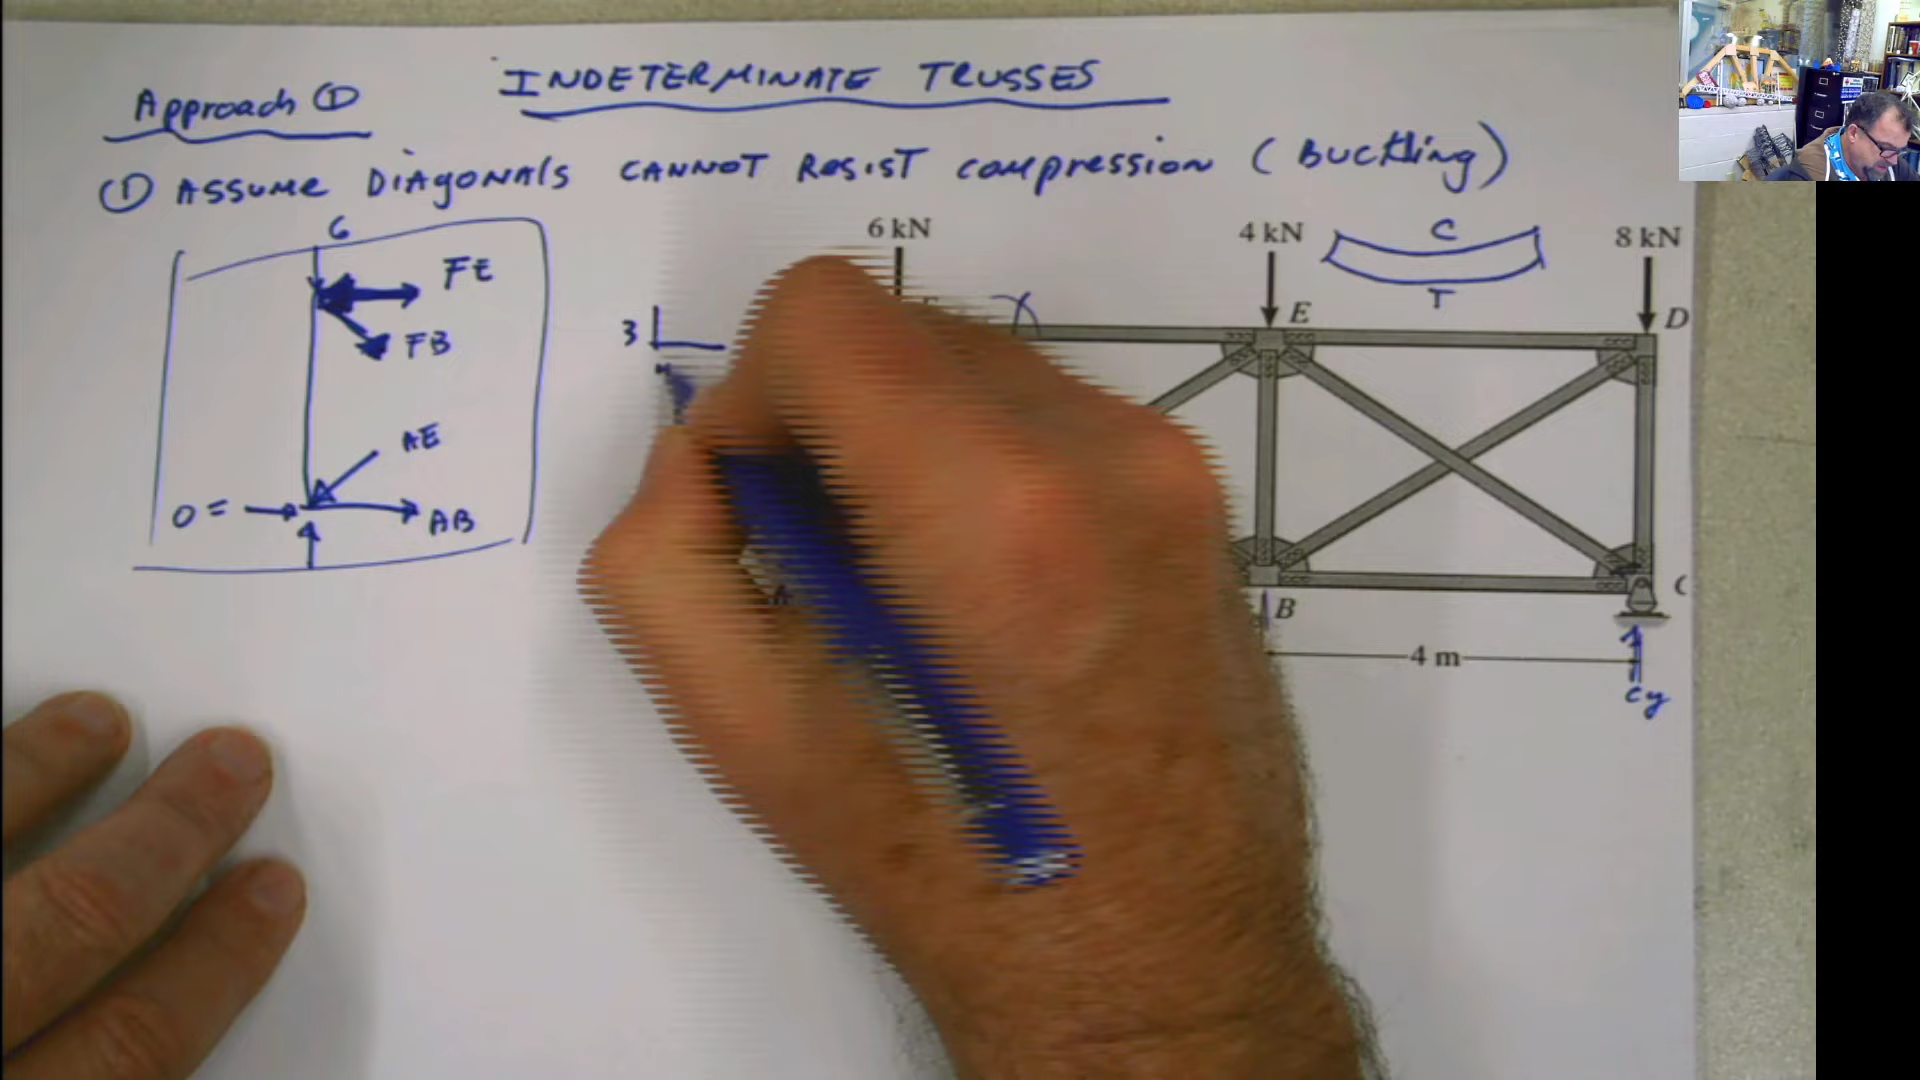 INDETERMINATE TRUSSES
Approach ①
① ASSUME DIAGONALS CANNOT RESIST compression (Buckling)
6
FE
FB
AE
0 =
AB
3
6 kN
4 kN
8 kN
C
T
E
D
B
C
4 m
Cy